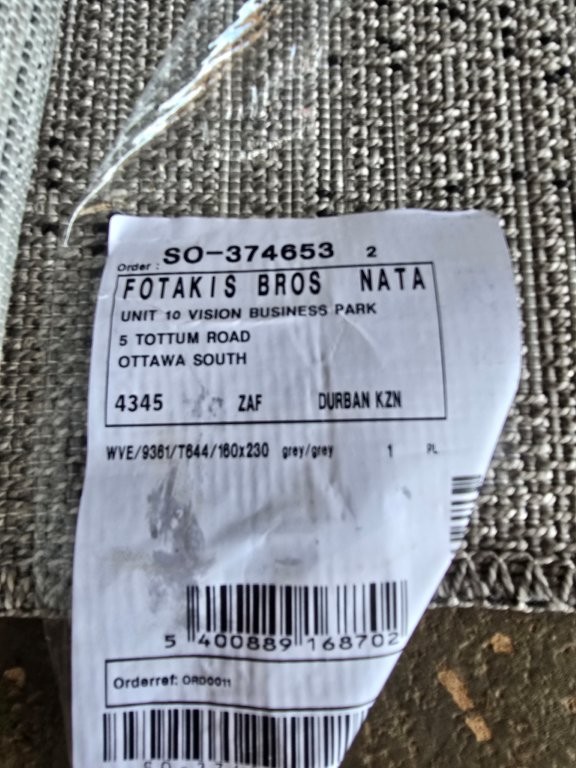 Order : SO-374653 2
FOTAKIS BROS NATA
UNIT 10 VISION BUSINESS PARK
5 TOTTUM ROAD
OTTAWA SOUTH
4345 ZAF DURBAN KZN
WVE/9361/T644/160x230 grey/grey 1 PL
5 400889 168702
Orderref: ORD0011